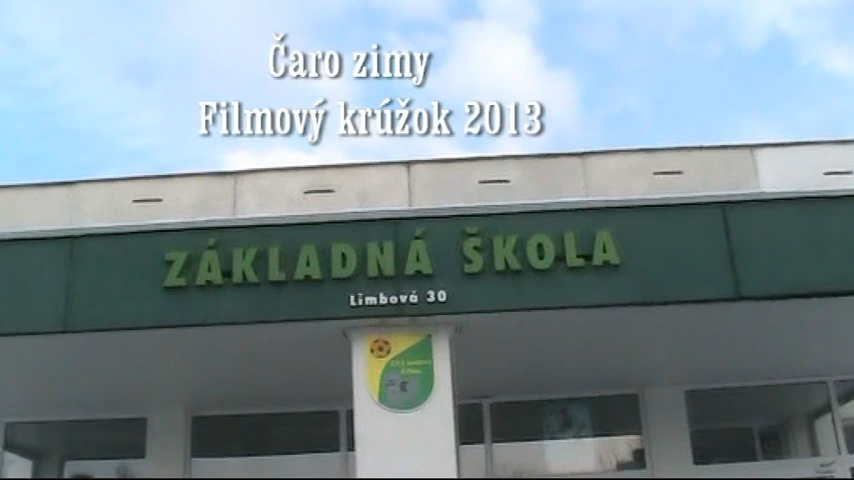 Čaro zimy
Filmový krúžok 2013
ZÁKLADNÁ ŠKOLA
Limbová 30